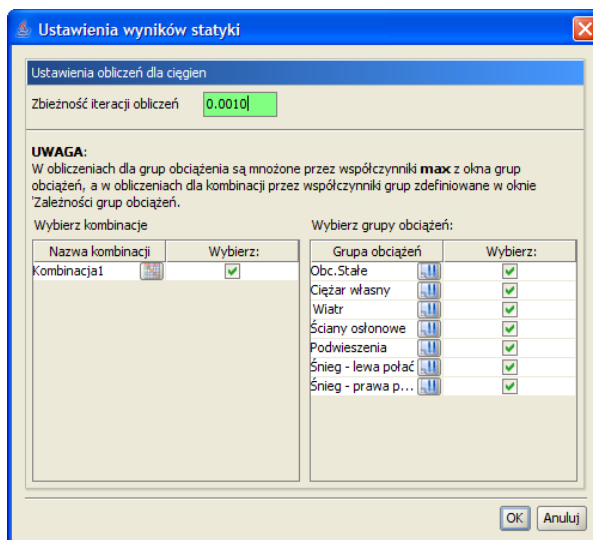 Ustawienia wyników statyki
Ustawienia obliczeń dla cięgien
Zbieżność iteracji obliczeń 0.0010
UWAGA:
W obliczeniach dla grup obciążenia są mnożone przez współczynniki max z okna grup
obciążeń, a w obliczeniach dla kombinacji przez współczynniki grup zdefiniowane w oknie
'Zależności grup obciążeń.
Wybierz kombinacje
Nazwa kombinacji Wybierz:
Kombinacja1
Wybierz grupy obciążeń:
Grupa obciążeń Wybierz:
Obc.Stałe
Ciężar własny
Wiatr
Ściany osłonowe
Podwieszenia
Śnieg - lewa połać
Śnieg - prawa p...
OK Anuluj